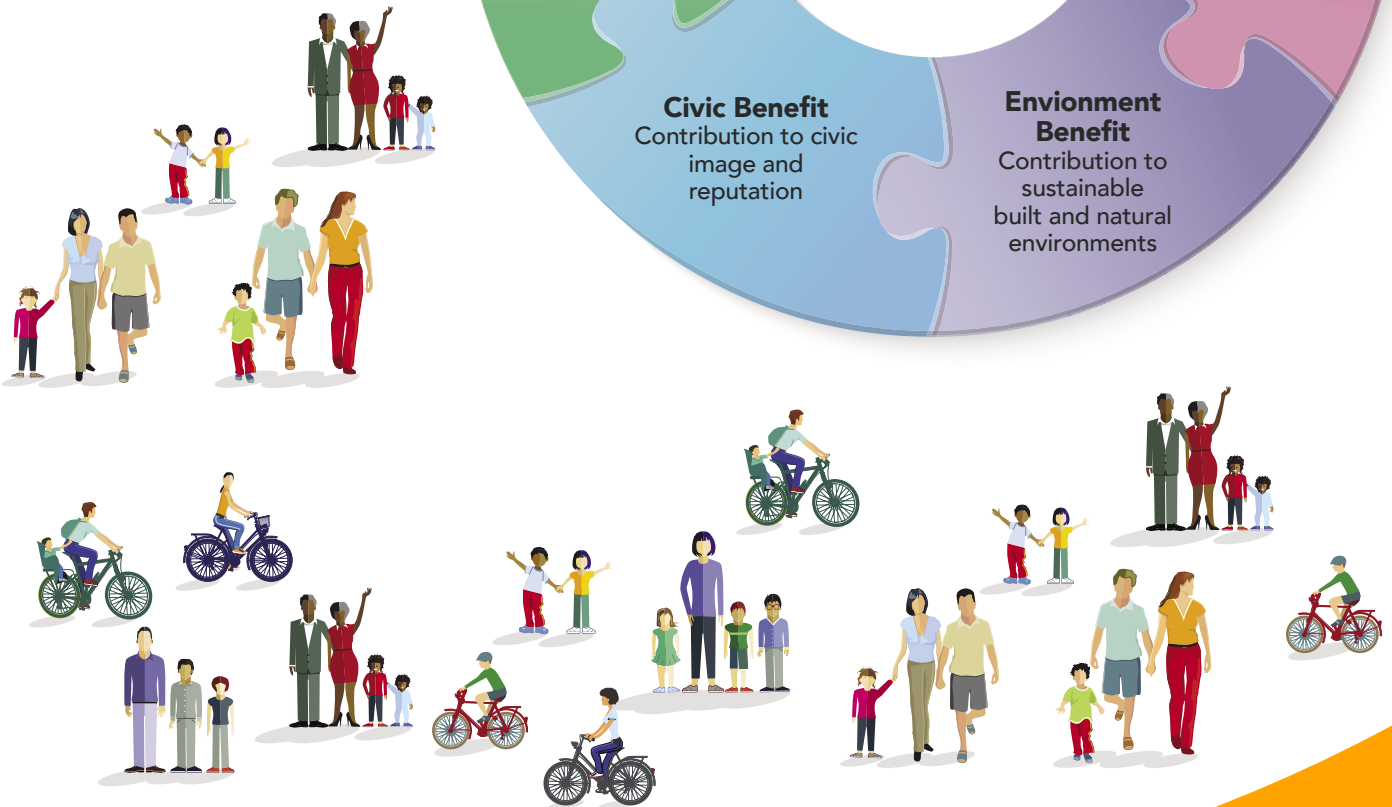 Civic Benefit
Contribution to civic
image and
reputation
Envionment
Benefit
Contribution to
sustainable
built and natural
environments